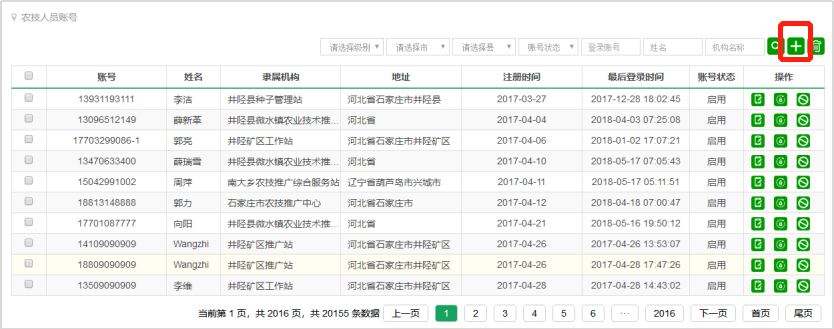 农技人员账号
请选择级别 请选择市 请选择县 账号状态 登录账号 姓名 机构名称
账号 姓名 隶属机构 地址 注册时间 最后登录时间 账号状态 操作
13931193111 李洁 井陉县种子管理站 河北省石家庄市井陉县 2017-03-27 2017-12-28 18:02:45 启用
13096512149 薛新革 井陉县微水镇农业技术推... 河北省 2017-04-04 2018-04-03 07:25:08 启用
17703299086-1 郭亮 井陉矿区工作站 河北省石家庄市井陉矿区 2017-04-06 2018-01-02 17:07:21 启用
13470633400 薛瑞雪 井陉县微水镇农业技术推... 河北省 2017-04-10 2018-05-17 07:05:43 启用
15042991002 周萍 南大乡农技推广综合服务站 辽宁省葫芦岛市兴城市 2017-04-11 2018-05-17 05:11:51 启用
18813148888 郭力 石家庄市农技推广中心 河北省石家庄市 2017-04-12 2018-04-18 07:00:47 启用
17701087777 向阳 井陉县微水镇农业技术推... 河北省 2017-04-21 2018-05-16 19:50:12 启用
14109090909 Wangzhi 井陉矿区推广站 河北省石家庄市井陉矿区 2017-04-26 2017-04-26 13:53:07 启用
18809090909 Wangzhi 井陉矿区推广站 河北省石家庄市井陉矿区 2017-04-26 2017-04-28 17:47:26 启用
13509090909 李维 井陉矿区工作站 河北省石家庄市井陉矿区 2017-04-26 2017-04-28 14:43:02 启用
当前第 1 页，共 2016 页，共 20155 条数据 上一页 1 2 3 4 5 6 ··· 2016 下一页 首页 尾页